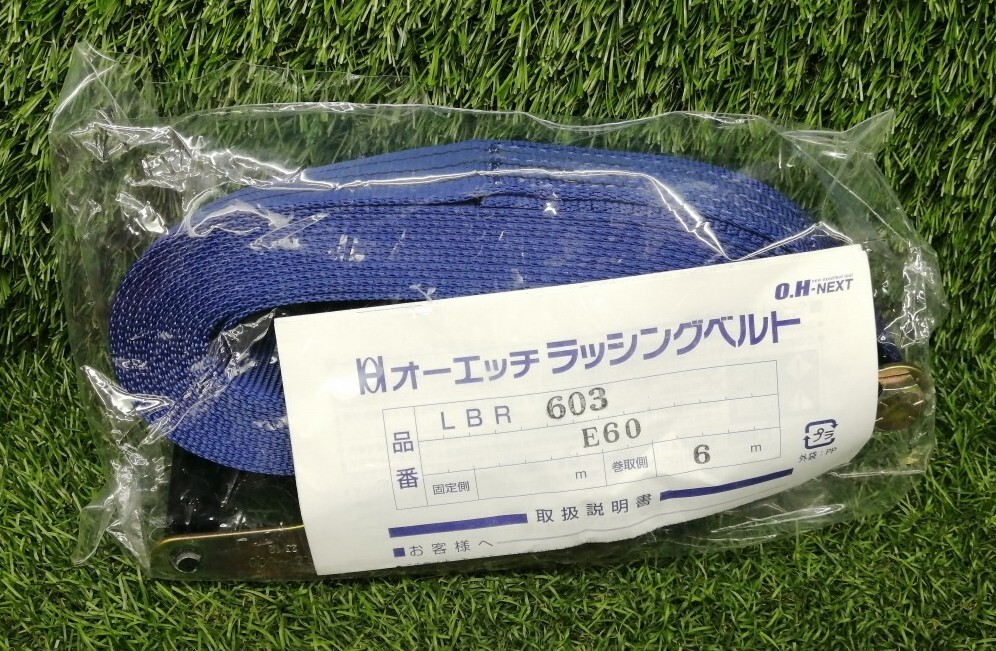 O.H-NEXT
オーエッチ ラッシングベルト
品番
LBR 603
E60
固定側 m 巻取側 6 m
プラ
外袋:PP
取扱説明書
■お客様へ